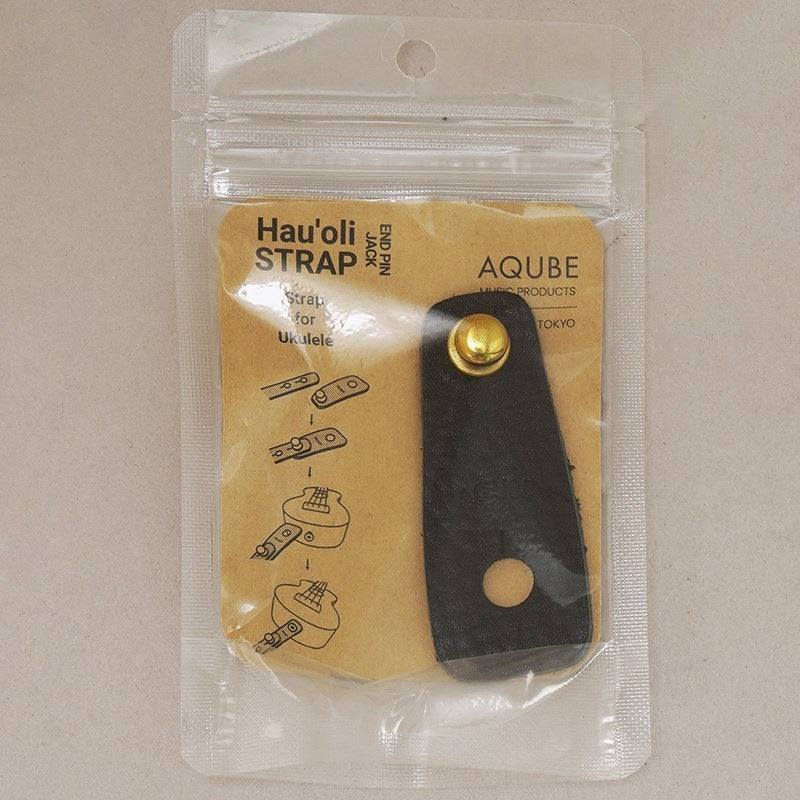 Hau'oli
STRAP
END PIN
JACK
Strap
for
Ukulele
AQUBE
MUSIC PRODUCTS
TOKYO